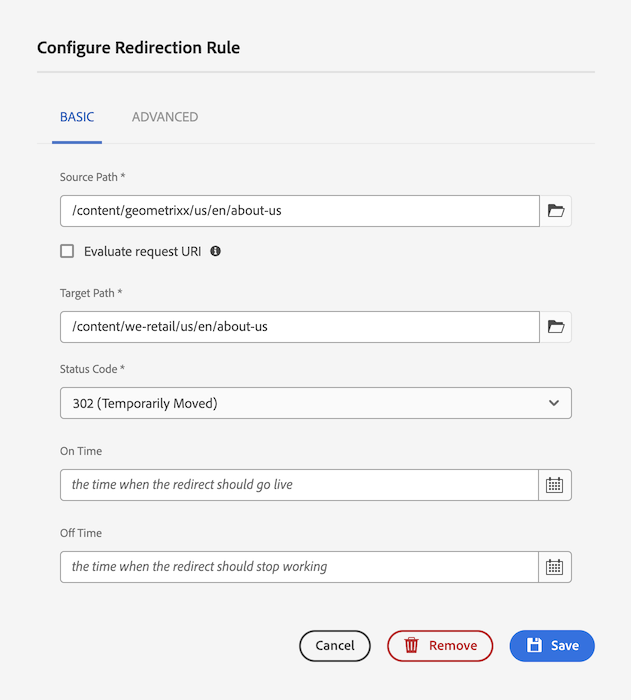 Configure Redirection Rule
BASIC ADVANCED
Source Path *
/content/geometrixx/us/en/about-us
Evaluate request URI
Target Path *
/content/we-retail/us/en/about-us
Status Code *
302 (Temporarily Moved)
On Time
the time when the redirect should go live
Off Time
the time when the redirect should stop working
Cancel Remove Save